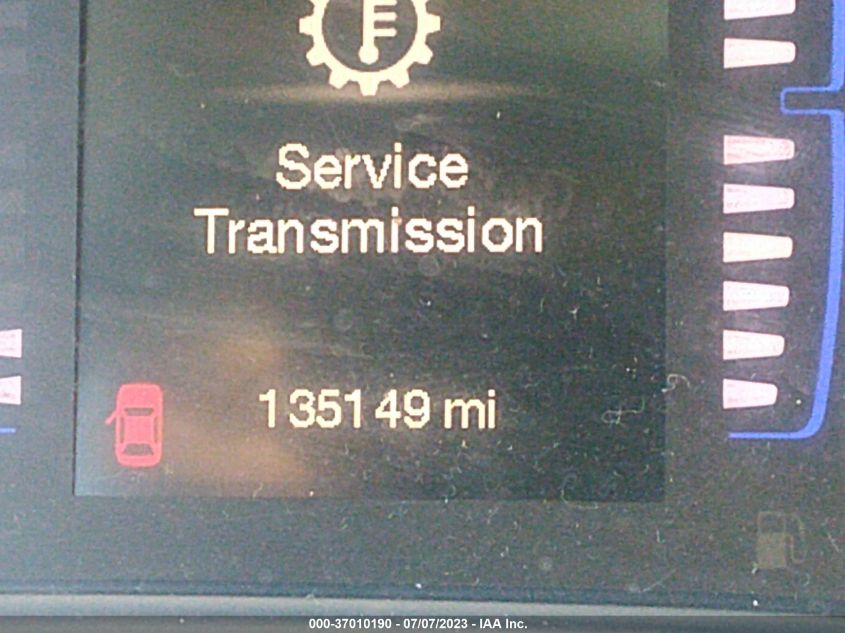 Service
Transmission
135149 mi
000-37010190 - 07/07/2023 - IAA Inc.